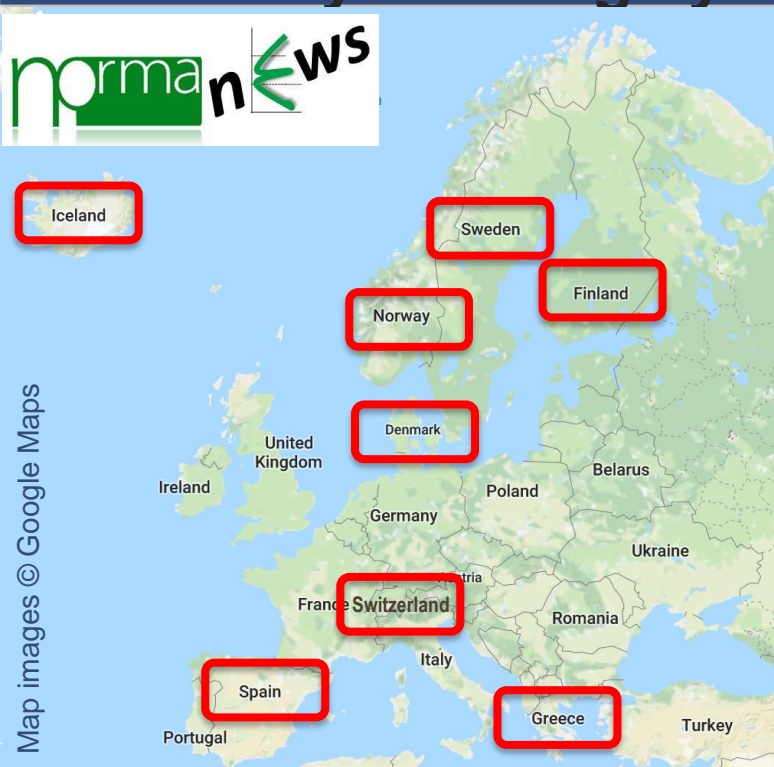 norma
news
Iceland
Sweden
Finland
Norway
Denmark
United
Kingdom
Ireland
Belarus
Poland
Germany
Ukraine
France
Switzerland
Romania
Italy
Spain
Greece
Turkey
Portugal
Map images © Google Maps